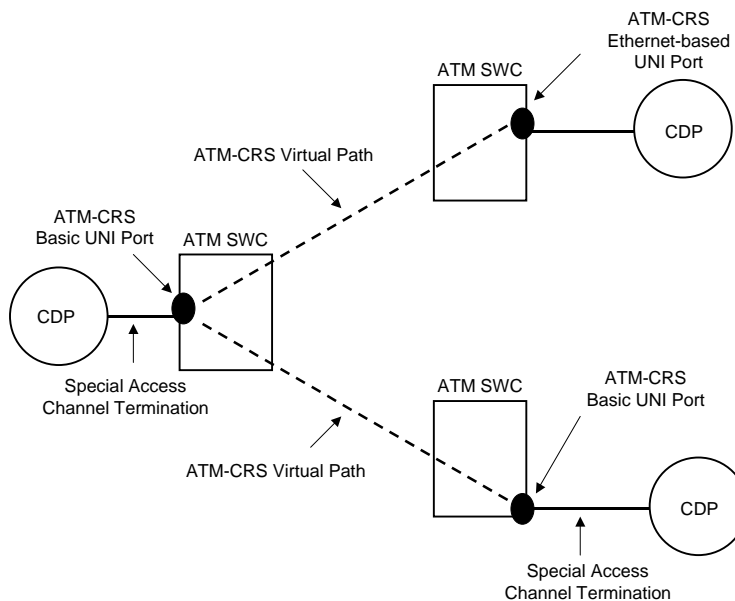 ATM-CRS
Ethernet-based
UNI Port
ATM SWC
CDP
ATM-CRS Virtual Path
ATM-CRS
Basic UNI Port
ATM SWC
CDP
Special Access
Channel Termination
ATM SWC
ATM-CRS
Basic UNI Port
ATM-CRS Virtual Path
CDP
Special Access
Channel Termination